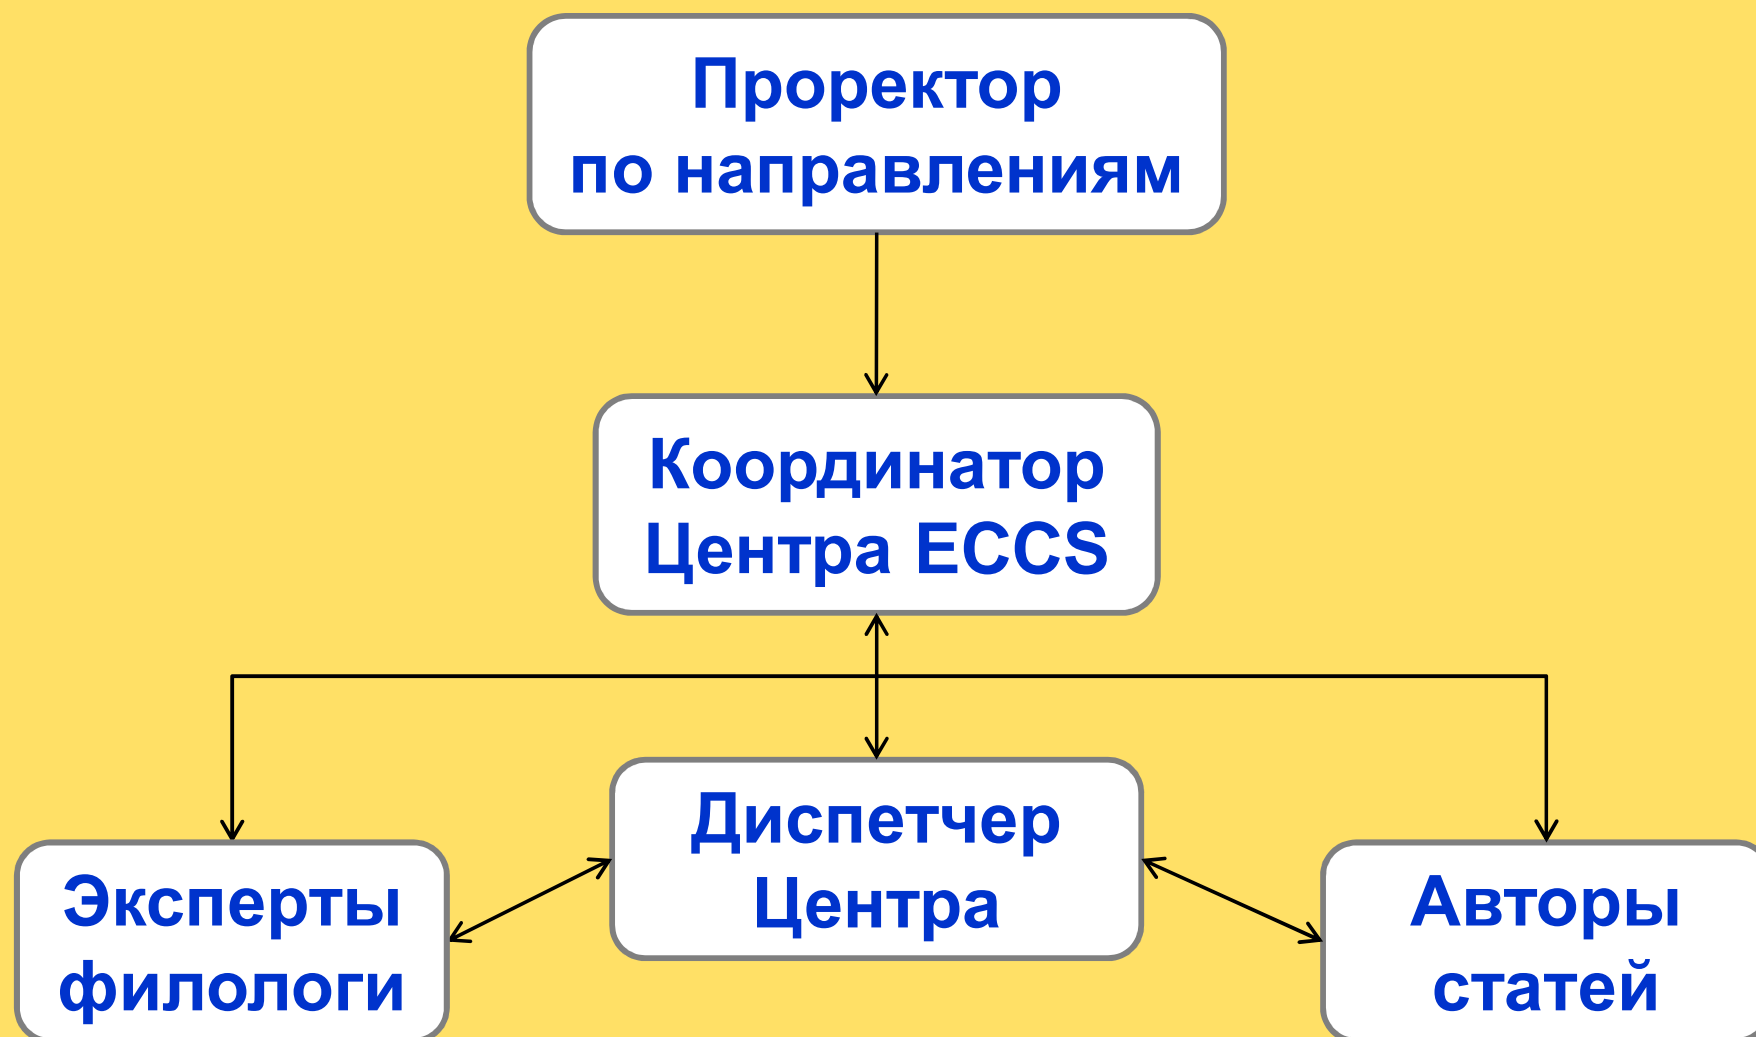 Проректор
по направлениям
Координатор
Центра ECCS
Диспетчер
Центра
Эксперты
филологи
Авторы
статей